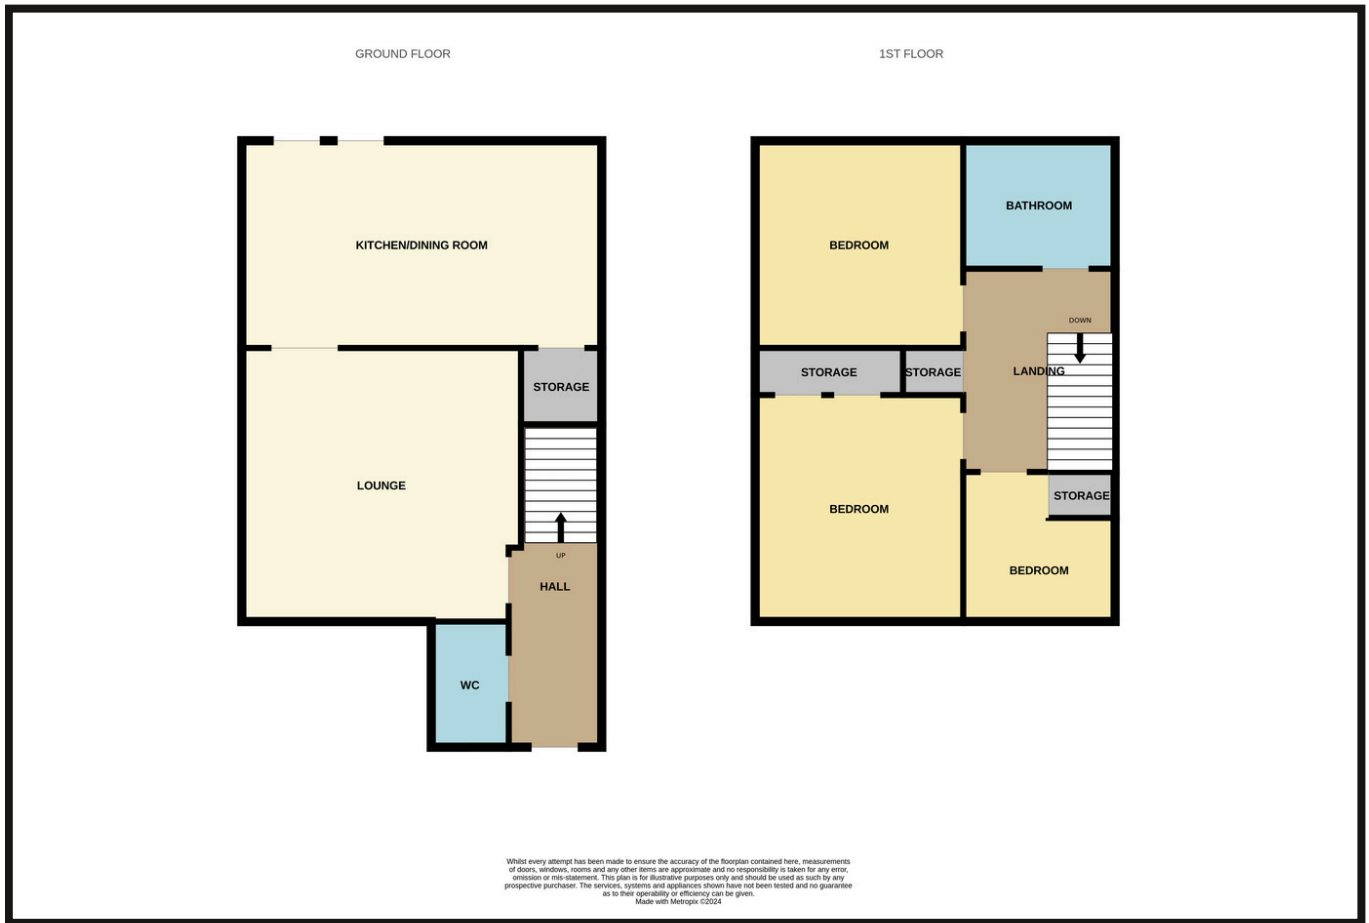 GROUND FLOOR
1ST FLOOR
KITCHEN/DINING ROOM
STORAGE
LOUNGE
UP
HALL
WC
BEDROOM
BATHROOM
DOWN
STORAGE
STORAGE
LANDING
BEDROOM
STORAGE
BEDROOM
Whilst every attempt has been made to ensure the accuracy of the floorplan contained here, measurements
of doors, windows, rooms and any other items are approximate and no responsibility is taken for any error,
omission or mis-statement. This plan is for illustrative purposes only and should be used as such by any
prospective purchaser. The services, systems and appliances shown have not been tested and no guarantee
as to their operability or efficiency can be given.
Made with Metropix ©2024